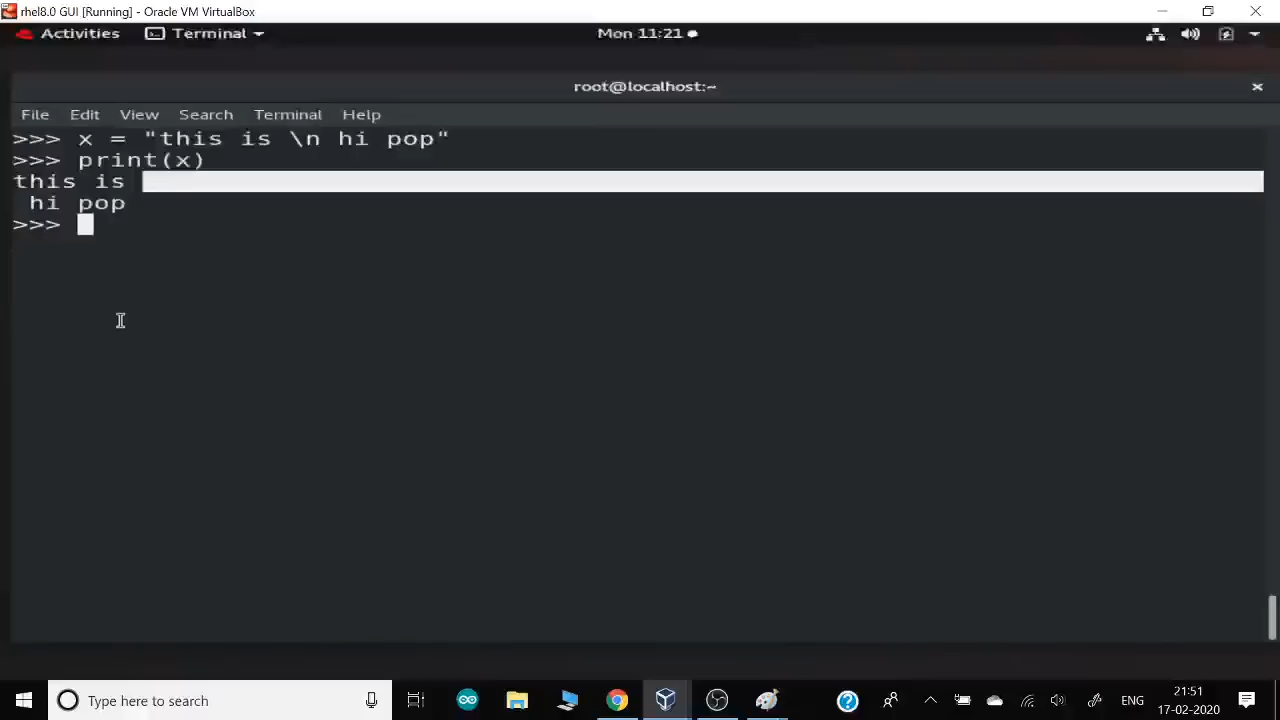 rhel8.0 GUI [Running] - Oracle VM VirtualBox
Activities Terminal Mon 11:21
root@localhost:~
File Edit View Search Terminal Help
>>> x = "this is \n hi pop"
>>> print(x)
this is
 hi pop
>>>
Type here to search
ENG
21:51
17-02-2020